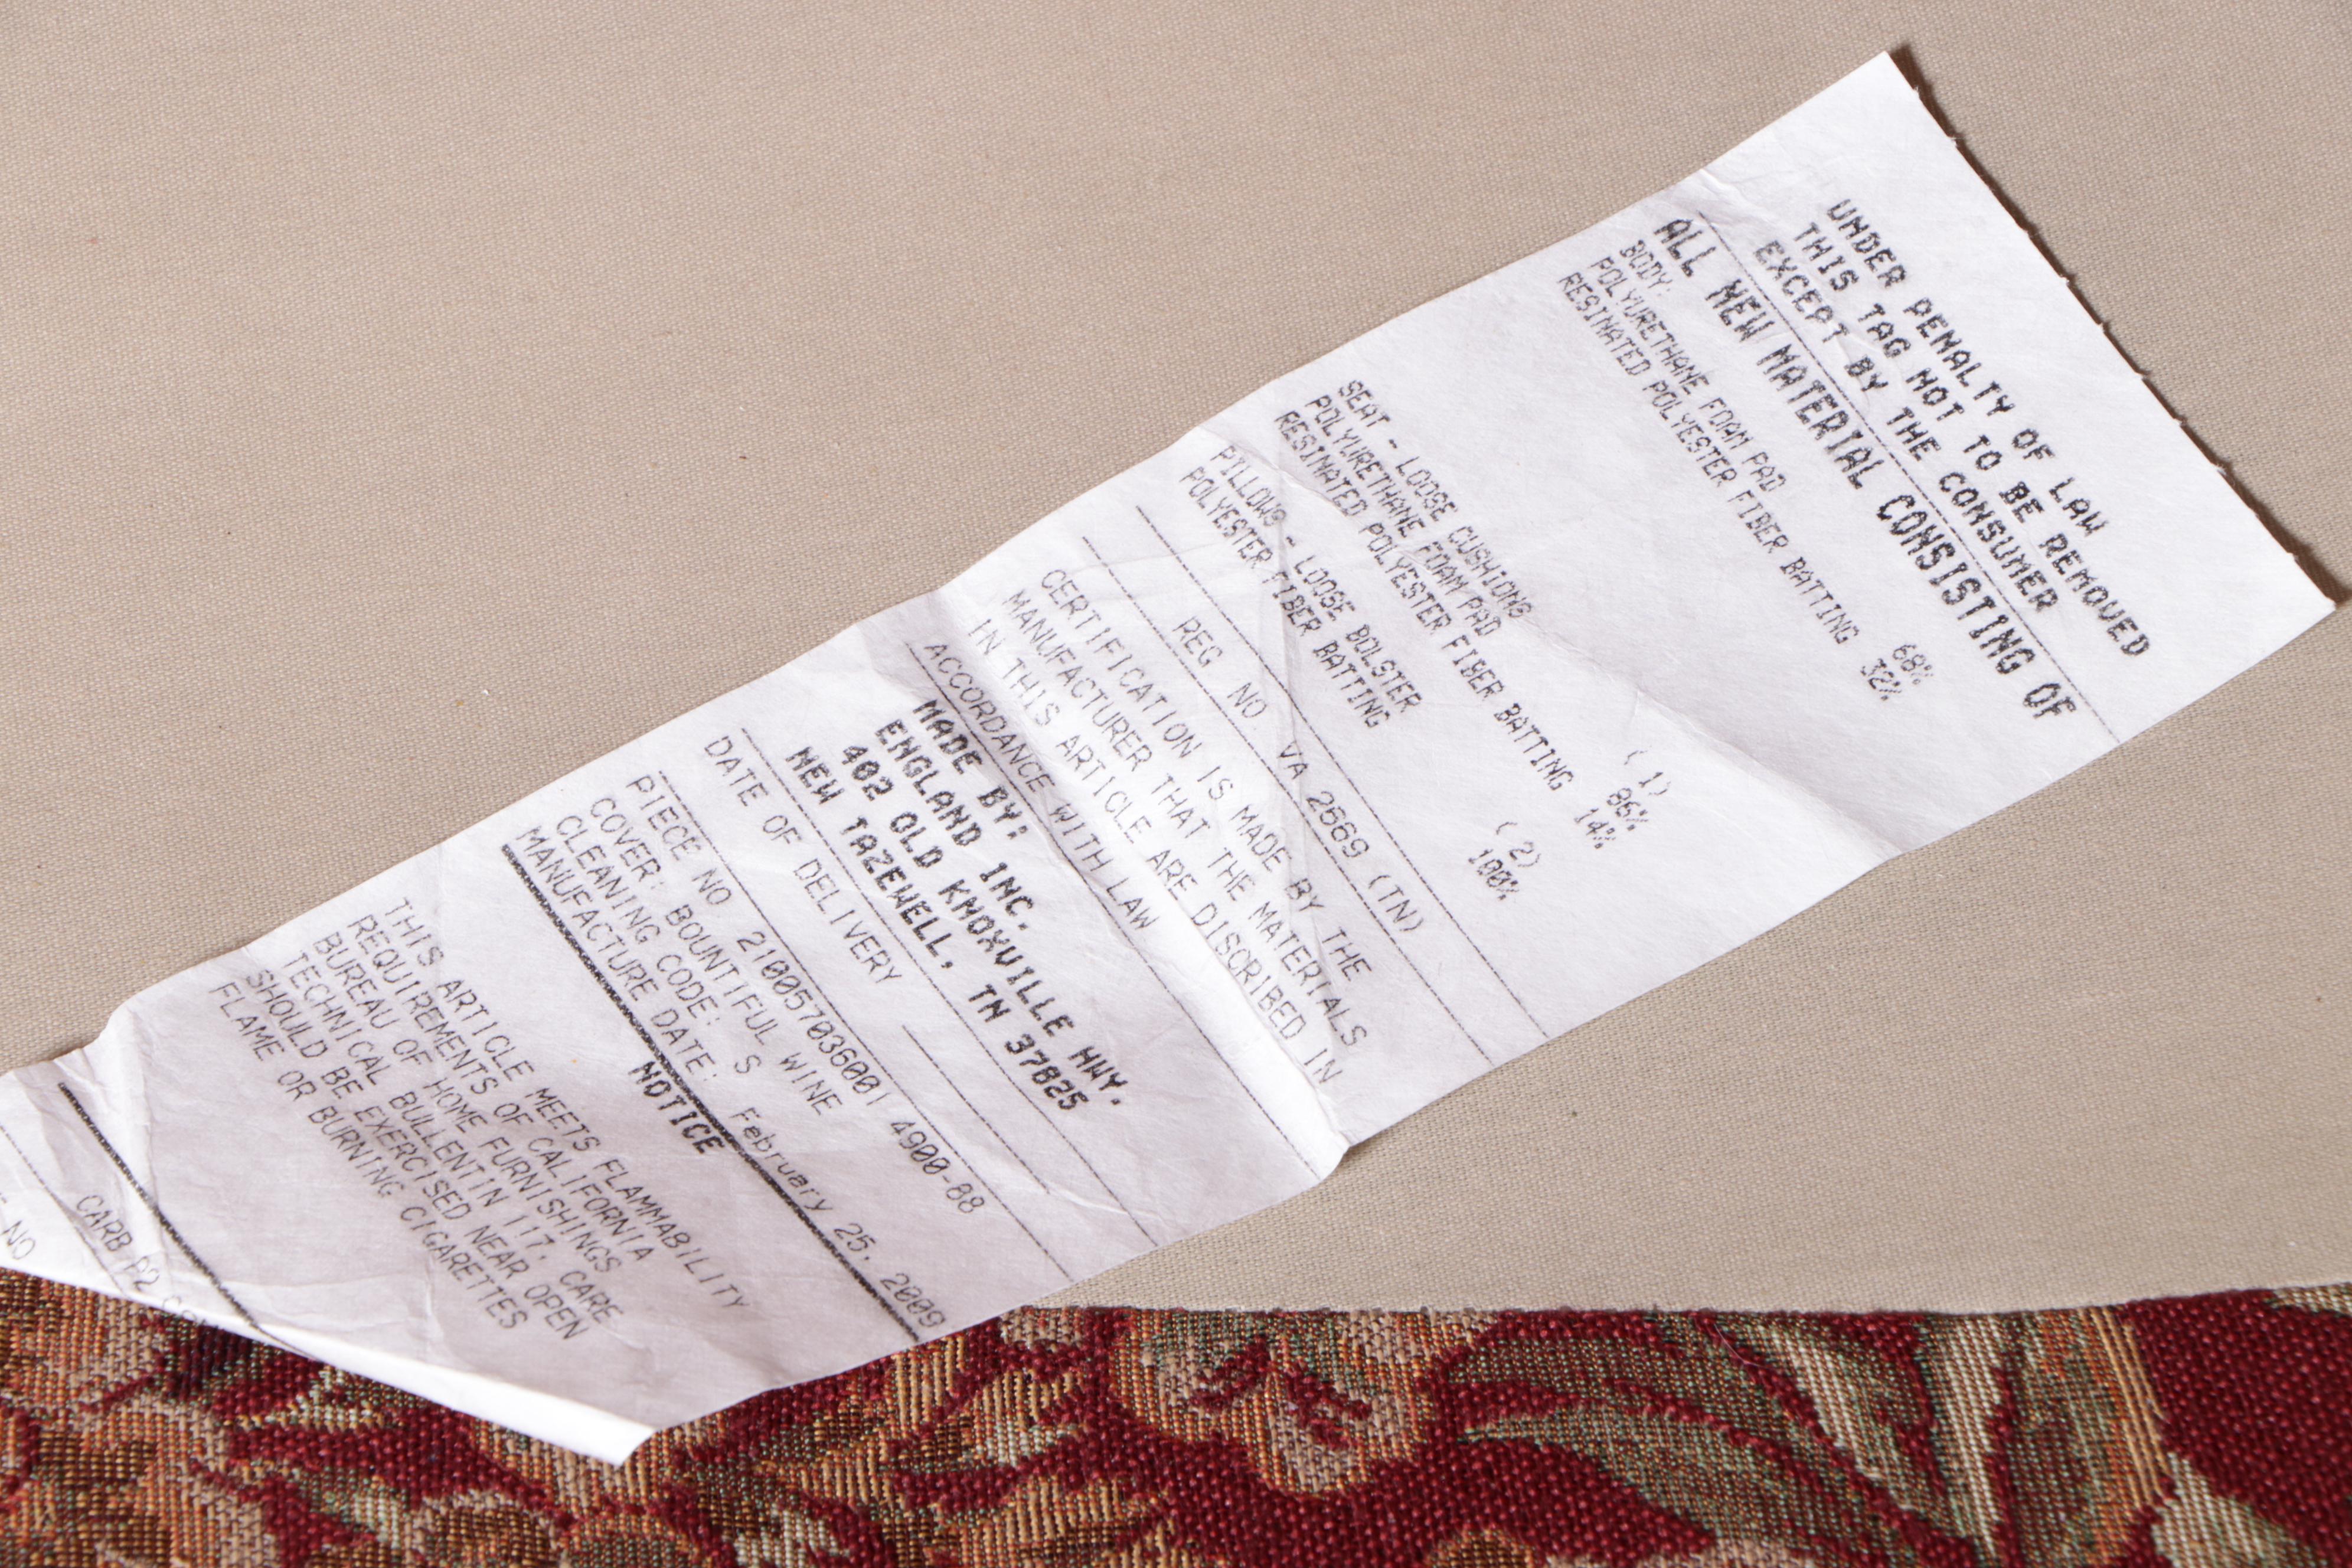 UNDER PENALTY OF LAW
THIS TAG NOT TO BE REMOVED
EXCEPT BY THE CONSUMER
ALL NEW MATERIAL CONSISTING OF
BODY:
POLYURETHANE FOAM PAD 68%
RESINATED POLYESTER FIBER BATTING 32%
SEAT - LOOSE CUSHIONS (1)
POLYURETHANE FOAM PAD 86%
RESINATED POLYESTER FIBER BATTING 14%
PILLOWS - LOOSE BOLSTER (2)
POLYESTER FIBER BATTING 100%
REG NO VA 2669 (TN)
CERTIFICATION IS MADE BY THE
MANUFACTURER THAT THE MATERIALS
IN THIS ARTICLE ARE DISCRIBED IN
ACCORDANCE WITH LAW
MADE BY:
ENGLAND INC.
402 OLD KNOXVILLE HWY.
NEW TAZEWELL, TN 37825
DATE OF DELIVERY
PIECE NO 210057036001 4900-88
COVER: BOUNTIFUL WINE
CLEANING CODE: S
MANUFACTURE DATE: February 25, 2009
NOTICE
THIS ARTICLE MEETS FLAMMABILITY
REQUIREMENTS OF CALIFORNIA
BUREAU OF HOME FURNISHINGS
TECHNICAL BULLENTIN 117. CARE
SHOULD BE EXERCISED NEAR OPEN
FLAME OR BURNING CIGARETTES
CARB P2
NO